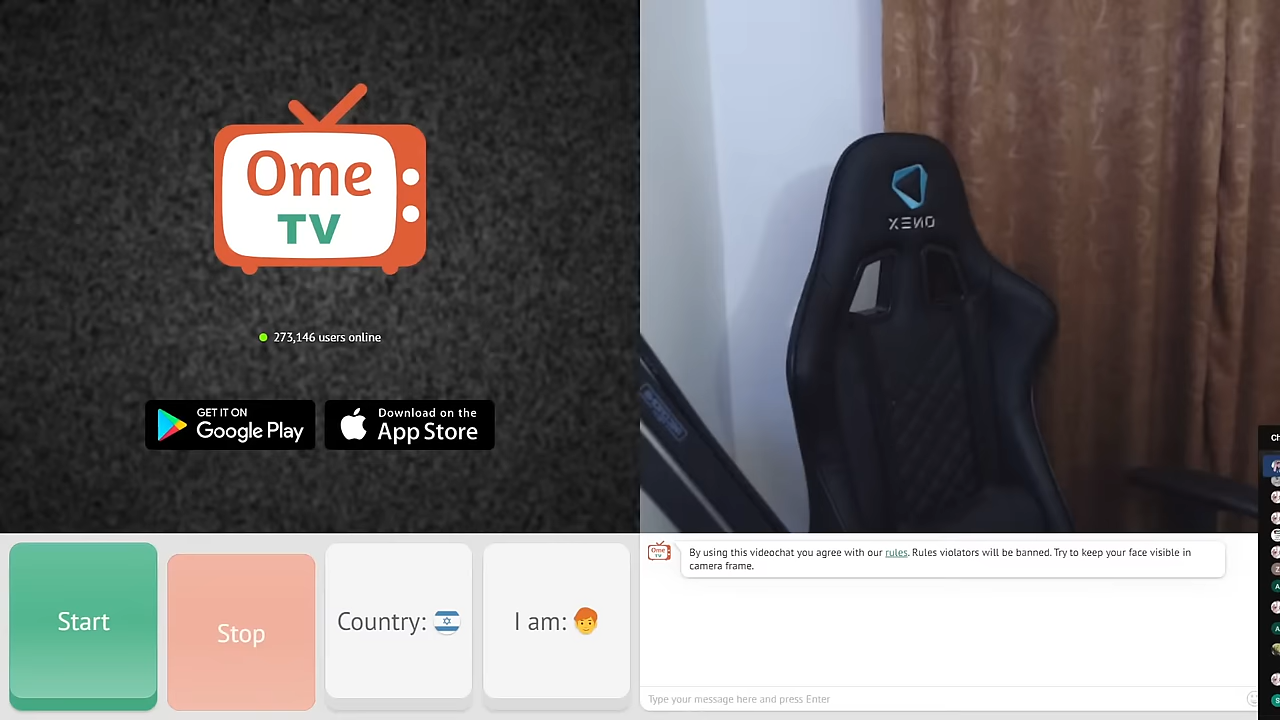 Ome
TV
273,146 users online
GET IT ON
Google Play
Download on the
App Store
XENO
By using this videochat you agree with our rules. Rules violators will be banned. Try to keep your face visible in
camera frame.
Start
Stop
Country:
I am:
Type your message here and press Enter